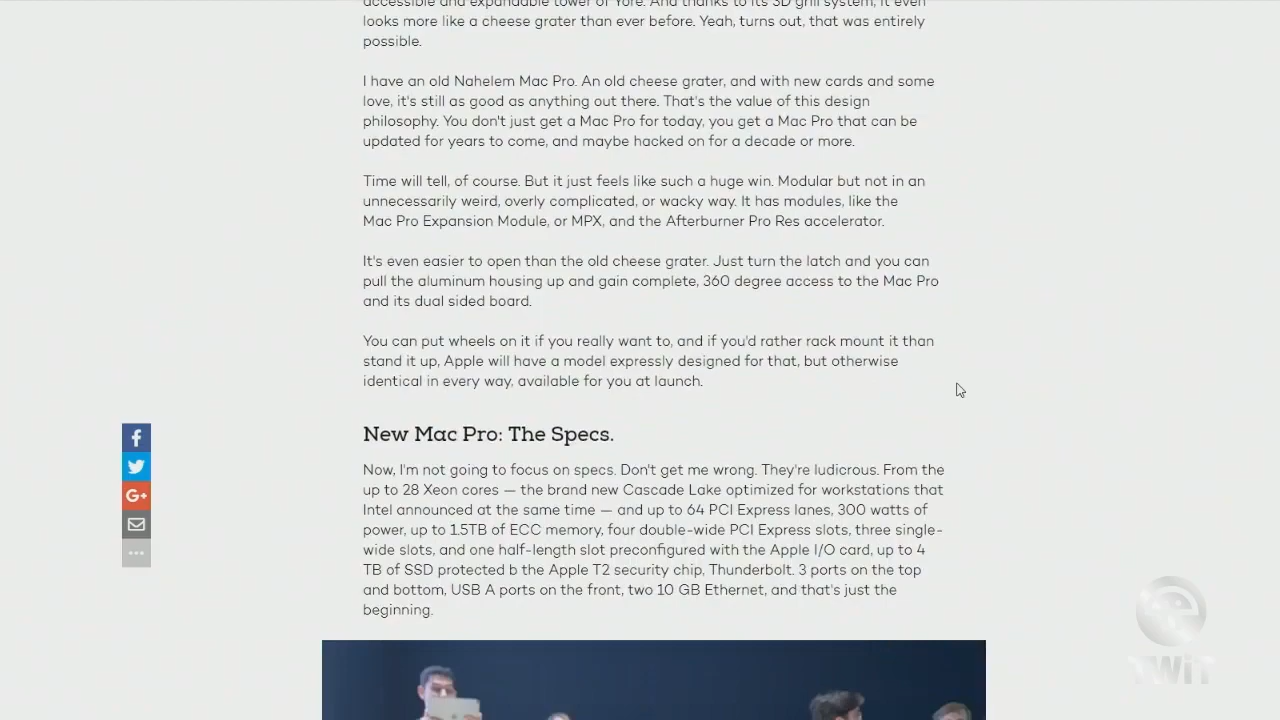 accessible and expandable tower of Yore. And thanks to its 3D grill system, it even
looks more like a cheese grater than ever before. Yeah, turns out, that was entirely
possible.
I have an old Nahelem Mac Pro. An old cheese grater, and with new cards and some
love, it's still as good as anything out there. That's the value of this design
philosophy. You don't just get a Mac Pro for today, you get a Mac Pro that can be
updated for years to come, and maybe hacked on for a decade or more.
Time will tell, of course. But it just feels like such a huge win. Modular but not in an
unnecessarily weird, overly complicated, or wacky way. It has modules, like the
Mac Pro Expansion Module, or MPX, and the Afterburner Pro Res accelerator.
It's even easier to open than the old cheese grater. Just turn the latch and you can
pull the aluminum housing up and gain complete, 360 degree access to the Mac Pro
and its dual sided board.
You can put wheels on it if you really want to, and if you'd rather rack mount it than
stand it up, Apple will have a model expressly designed for that, but otherwise
identical in every way, available for you at launch.
New Mac Pro: The Specs.
Now, I'm not going to focus on specs. Don't get me wrong. They're ludicrous. From the
up to 28 Xeon cores — the brand new Cascade Lake optimized for workstations that
Intel announced at the same time — and up to 64 PCI Express lanes, 300 watts of
power, up to 1.5TB of ECC memory, four double-wide PCI Express slots, three single-
wide slots, and one half-length slot preconfigured with the Apple I/O card, up to 4
TB of SSD protected b the Apple T2 security chip, Thunderbolt. 3 ports on the top
and bottom, USB A ports on the front, two 10 GB Ethernet, and that's just the
beginning.
f
G+
TWiT